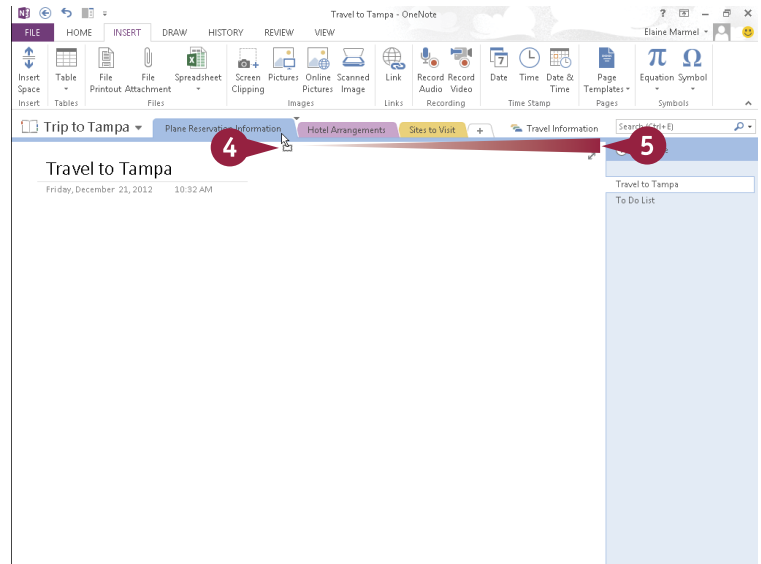 Travel to Tampa - OneNote
?
FILE HOME INSERT DRAW HISTORY REVIEW VIEW Elaine Marmel
Insert Space Table File Printout File Attachment Spreadsheet Screen Clipping Pictures Online Pictures Scanned Image Link Record Audio Record Video Date Time Date & Time Page Templates Equation Symbol
Insert Tables Files Images Links Recording Time Stamp Pages Symbols
Trip to Tampa Plane Reservation Information Hotel Arrangements Sites to Visit + Travel Information Search (Ctrl+E)
4 5
Travel to Tampa
Friday, December 21, 2012 10:32 AM
Travel to Tampa
To Do List